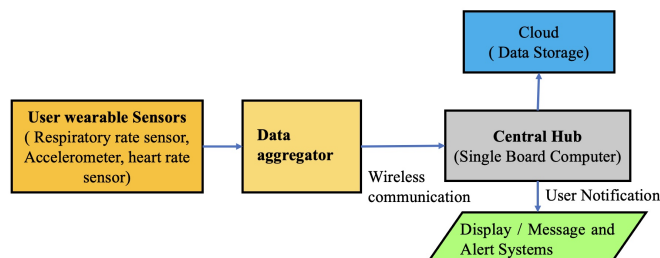 Cloud
( Data Storage)
User wearable Sensors
( Respiratory rate sensor,
Accelerometer, heart rate
sensor)
Data
aggregator
Wireless
communication
Central Hub
(Single Board Computer)
User Notification
Display / Message and
Alert Systems